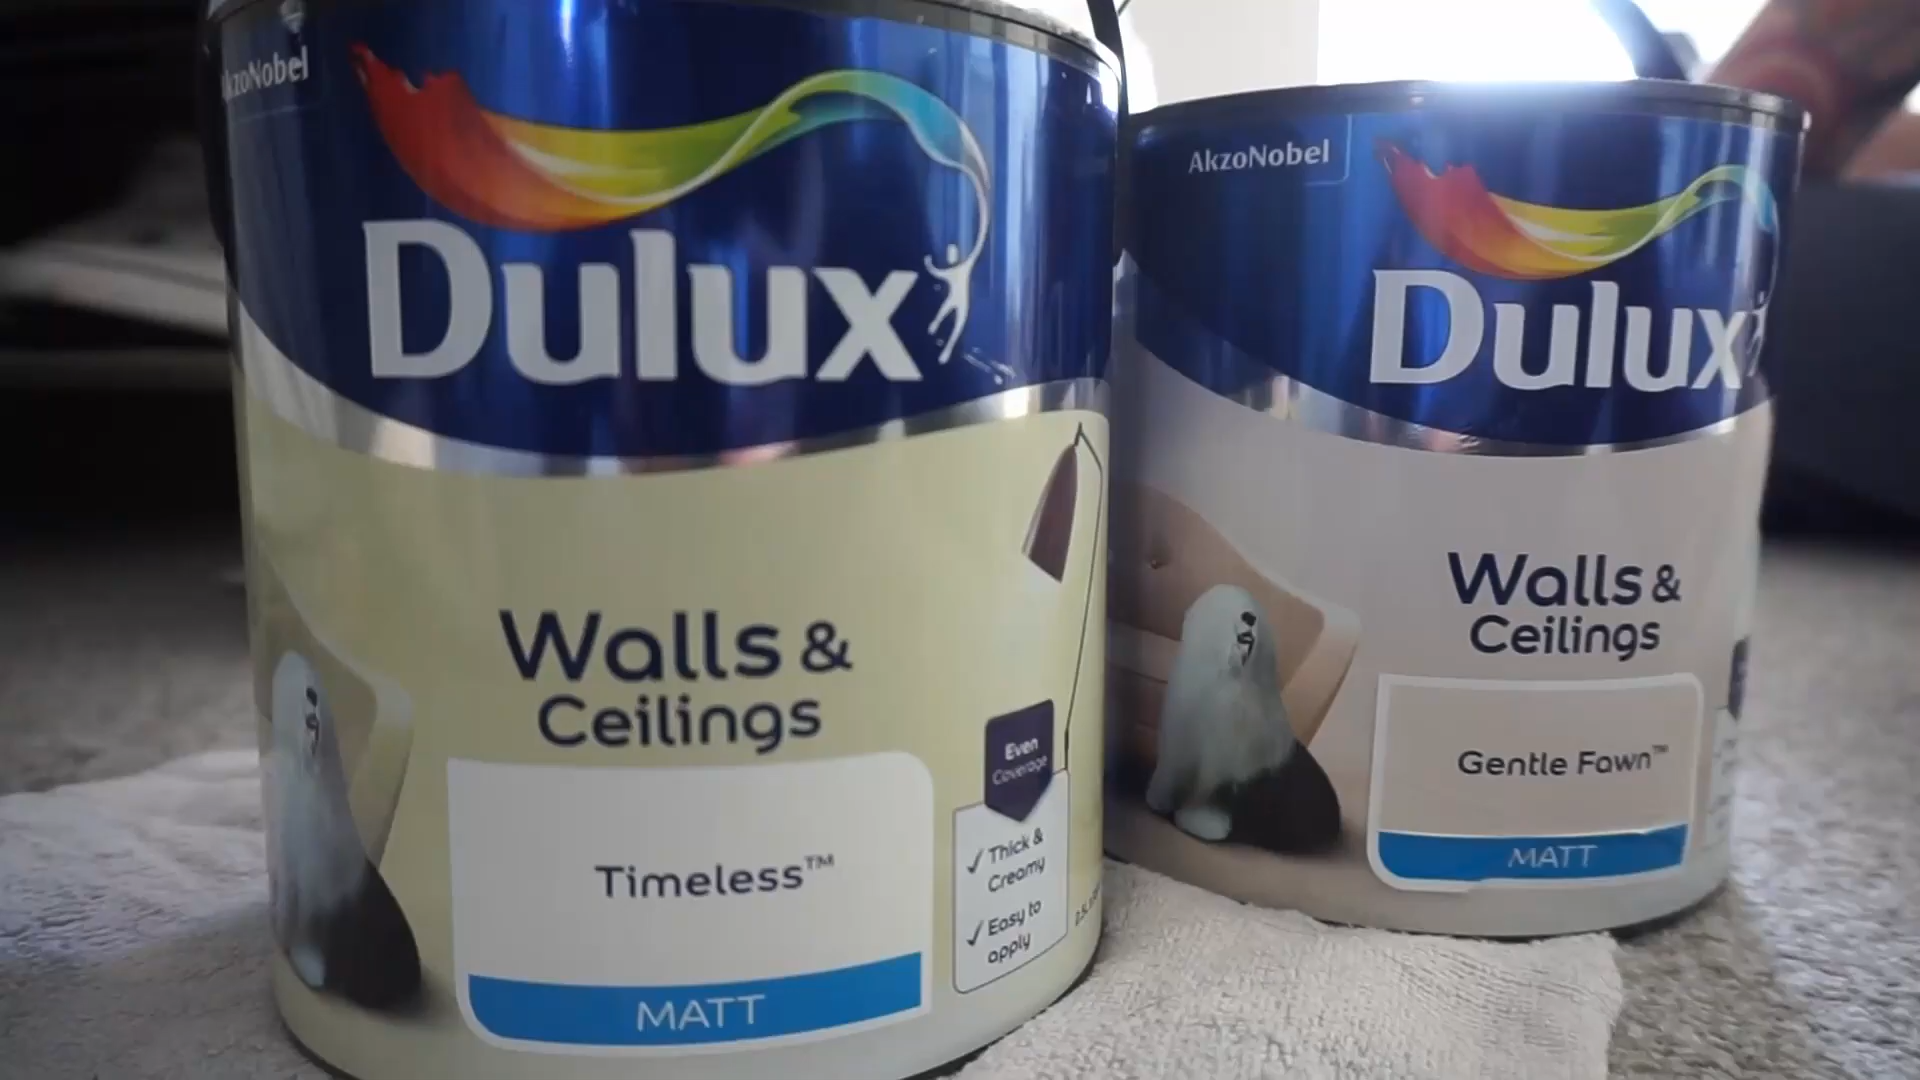 AkzoNobel
Dulux
Walls &
Ceilings
Timeless™
MATT
Even
Coverage
✓ Thick &
Creamy
✓ Easy to
apply
AkzoNobel
Dulux
Walls &
Ceilings
Gentle Fawn™
MATT